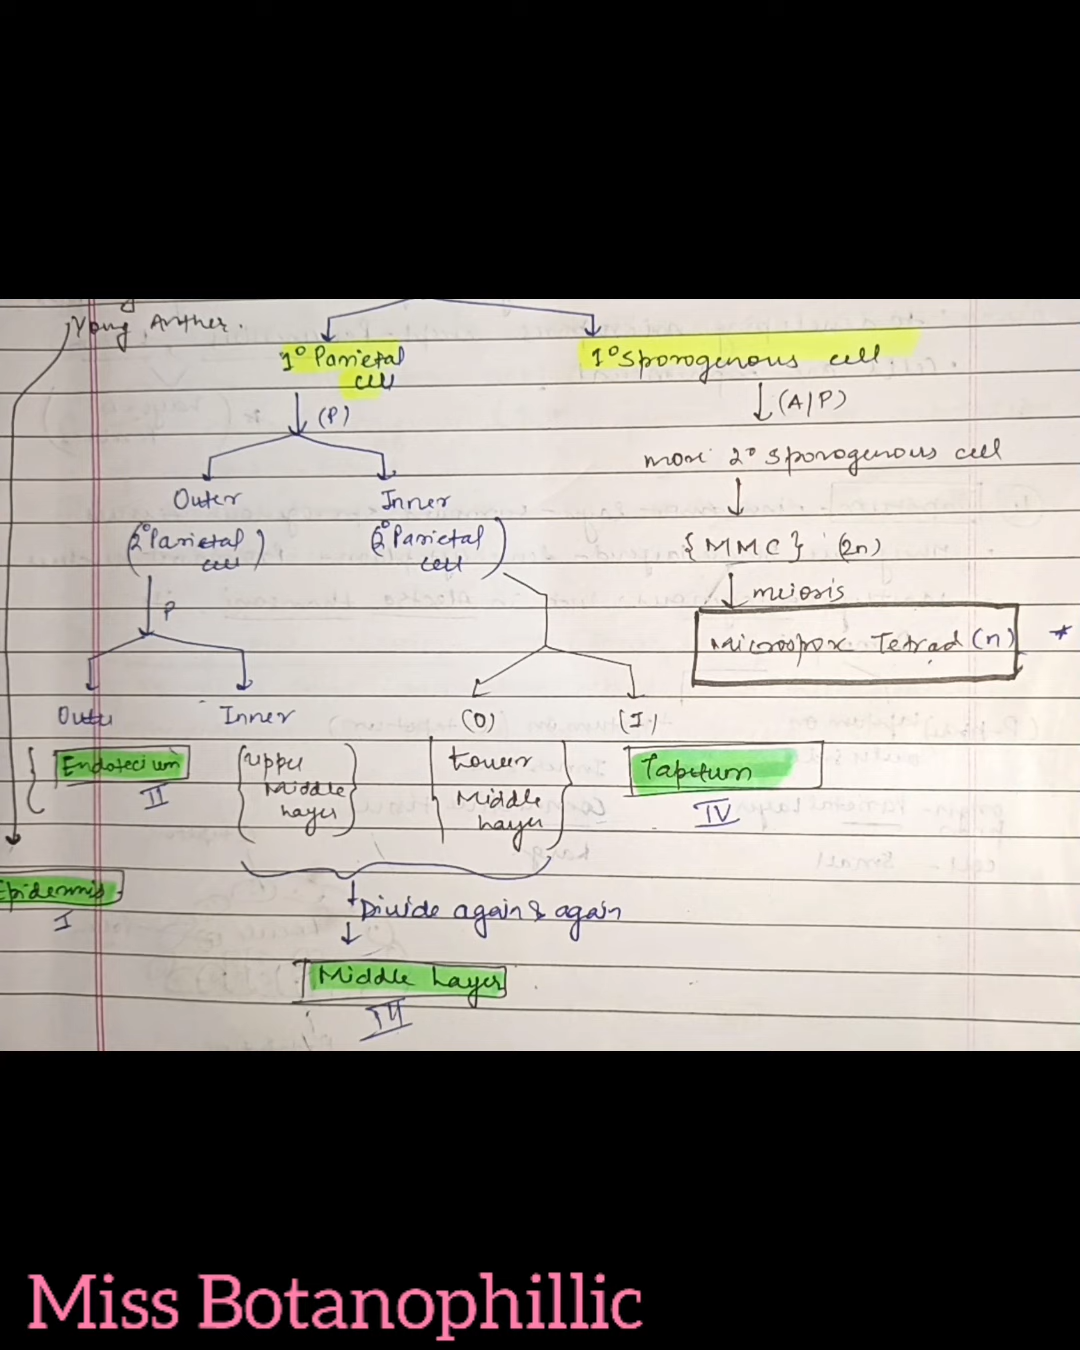 Young Anther.
1° Parietal
cell
1° Sporogenous cell
(P)
(A/P)
more 2° Sporogenous cell
Outer
(2° Parietal
cell)
Inner
(2° Parietal
cell)
{MMC} (2n)
meiosis
P
Microspore Tetrad (n) *
Outer
Inner
(O)
(I)
Endotecium
II
Upper
Middle
Layer
Lower
Middle
Layer
Tapetum
IV
Epidermis
I
Divide again & again
Middle Layer
III
Miss Botanophillic